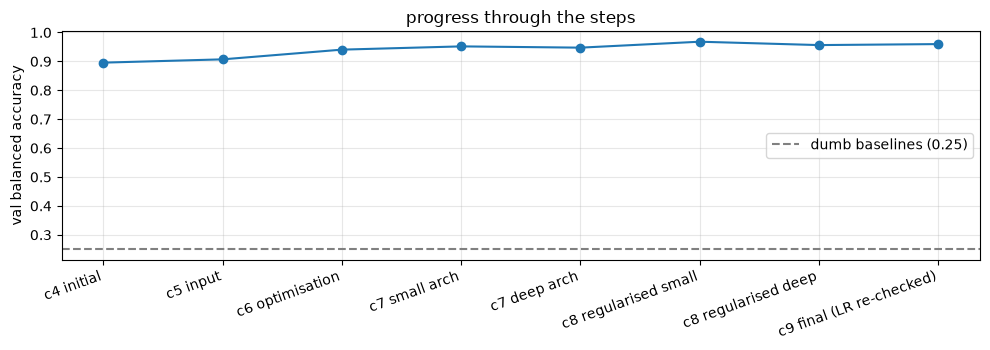 progress through the steps
val balanced accuracy
1.0
0.9
0.8
0.7
0.6
0.5
0.4
0.3
dumb baselines (0.25)
c4 initial
c5 input
c6 optimisation
c7 small arch
c7 deep arch
c8 regularised small
c8 regularised deep
c9 final (LR re-checked)